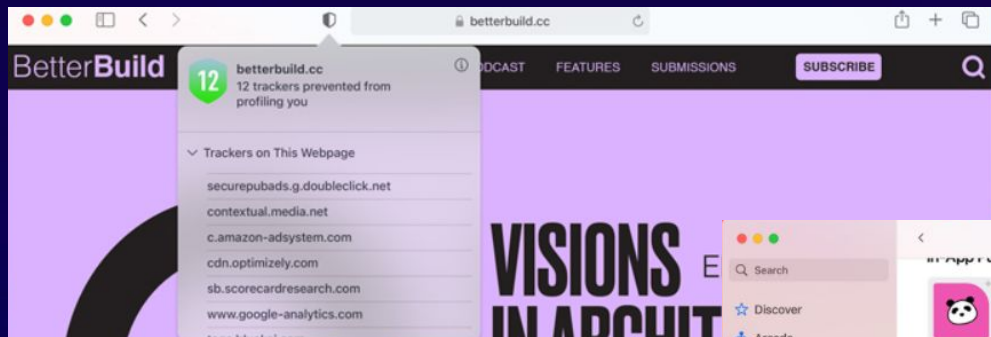 betterbuild.cc
BetterBuild
FEATURES
SUBMISSIONS
SUBSCRIBE
12
betterbuild.cc
12 trackers prevented from
profiling you
Trackers on This Webpage
securepubads.g.doubleclick.net
contextual.media.net
c.amazon-adsystem.com
cdn.optimizely.com
sb.scorecardresearch.com
www.google-analytics.com
VISIONS
E
Search
Discover